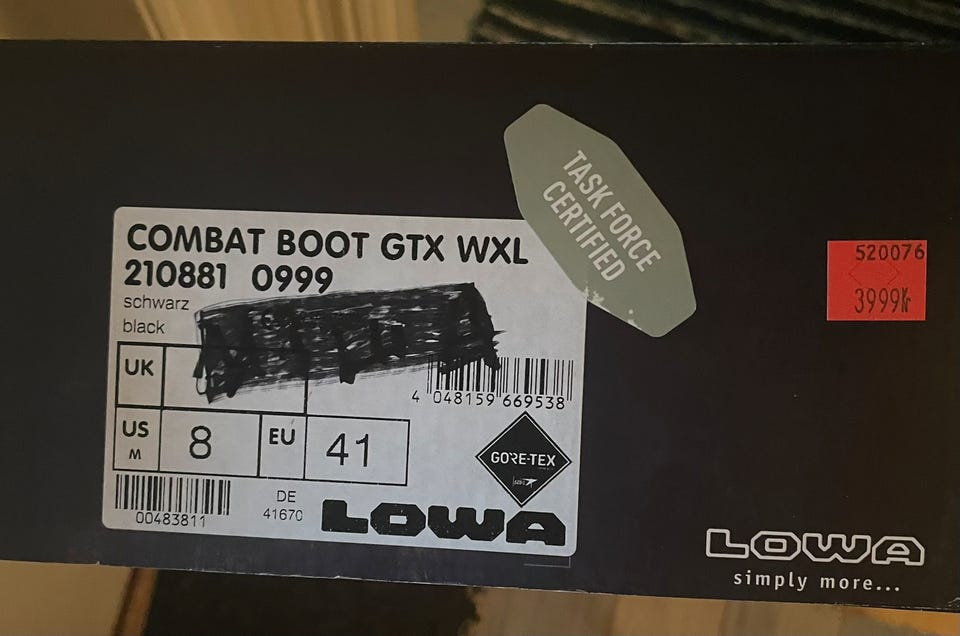 TASK FORCE
CERTIFIED
COMBAT BOOT GTX WXL
210881 0999
schwarz
black
UK
4 048159 669538
US 8 EU 41
M
GORE-TEX
00483811
DE
41670
LOWA
520076
3999Kr
LOWA
simply more...